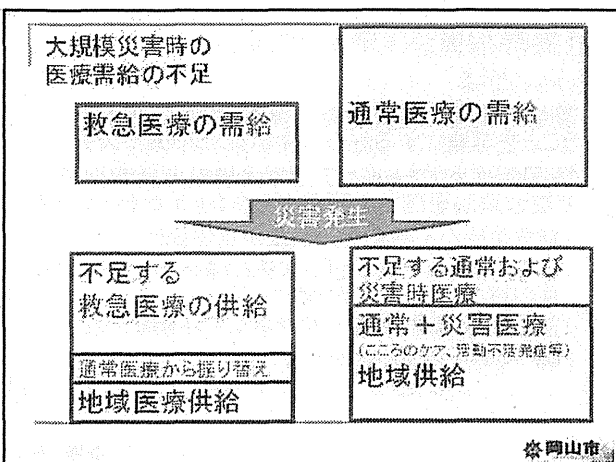 大規模災害時の
医療需給の不足
救急医療の需給
通常医療の需給
災害発生
不足する
救急医療の供給
通常医療から振り替え
地域医療供給
不足する通常および
災害時医療
通常＋災害医療
(こころのケア、活動不活発症等)
地域供給
岡山市